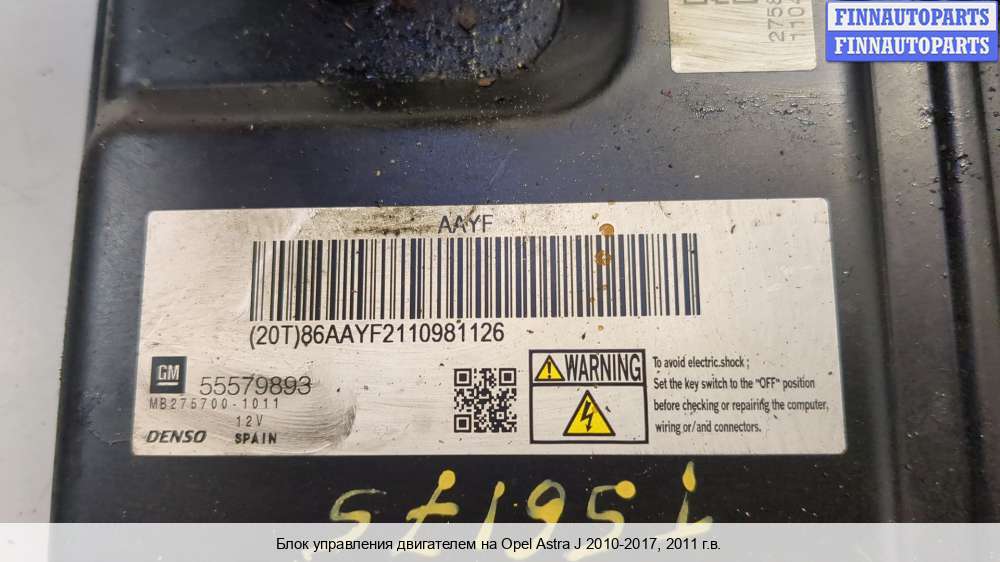 FINNAUTOPARTS
FINNAUTOPARTS
AAYF
(20T)86AAYF2110981126
GM
55579893
MB275700-1011
12V
DENSO SPAIN
WARNING
To avoid electric.shock ;
Set the key switch to the "OFF" position
before checking or repairing the computer,
wiring or/and connectors.
Блок управления двигателем на Opel Astra J 2010-2017, 2011 г.в.